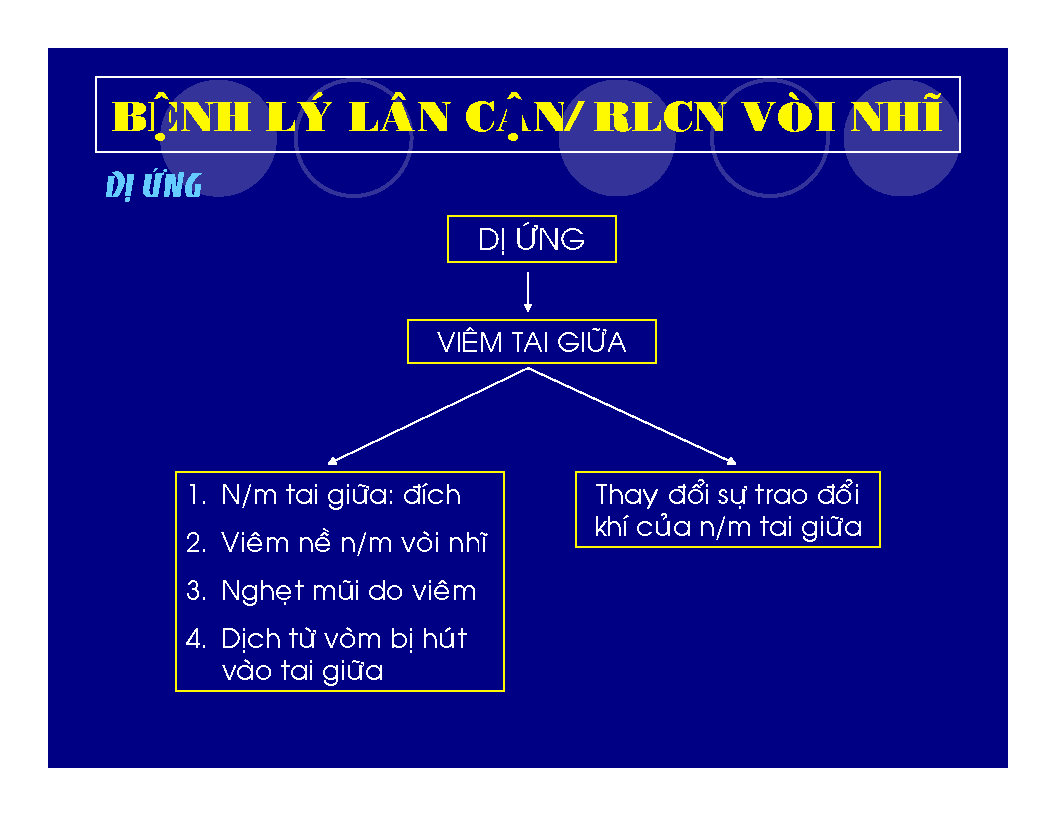 BỆNH LÝ LÂN CẬN/ RLCN VÒI NHĨ
DỊ ỨNG
DỊ ỨNG
VIÊM TAI GIỮA
1. N/m tai giữa: đích
2. Viêm nề n/m vòi nhĩ
3. Nghẹt mũi do viêm
4. Dịch từ vòm bị hút
vào tai giữa
Thay đổi sự trao đổi
khí của n/m tai giữa